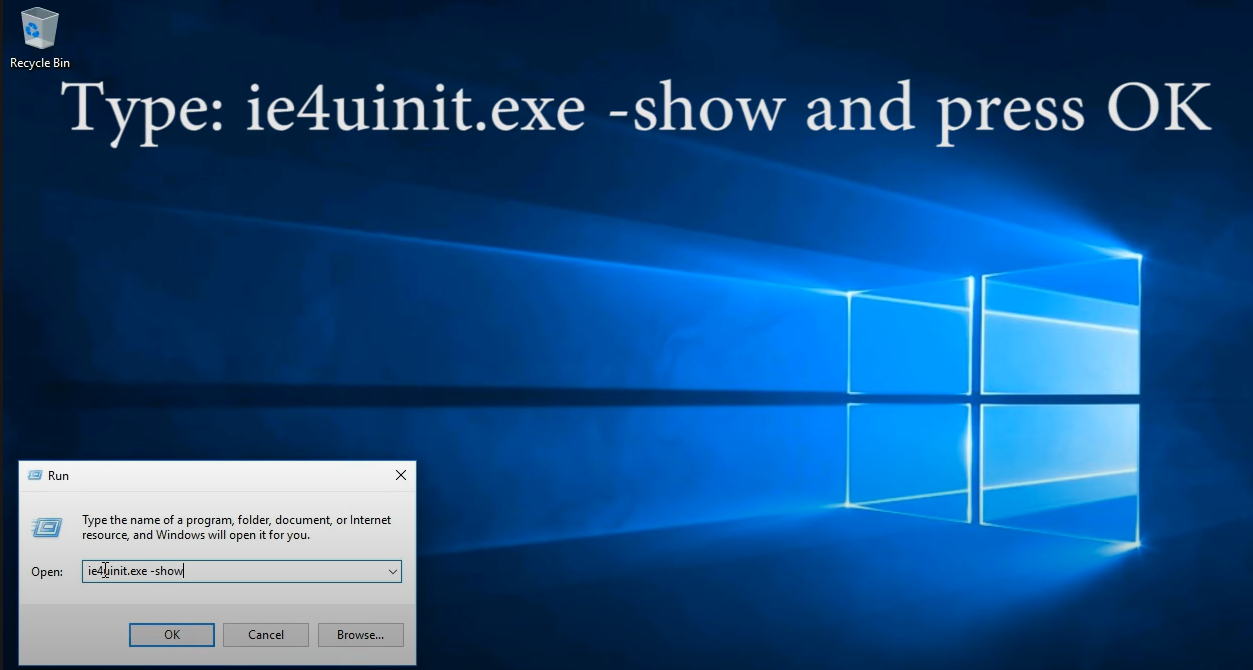 Recycle Bin
Type: ie4uinit.exe -show and press OK
Run
Type the name of a program, folder, document, or Internet
resource, and Windows will open it for you.
Open:
ie4uinit.exe -show
OK
Cancel
Browse...